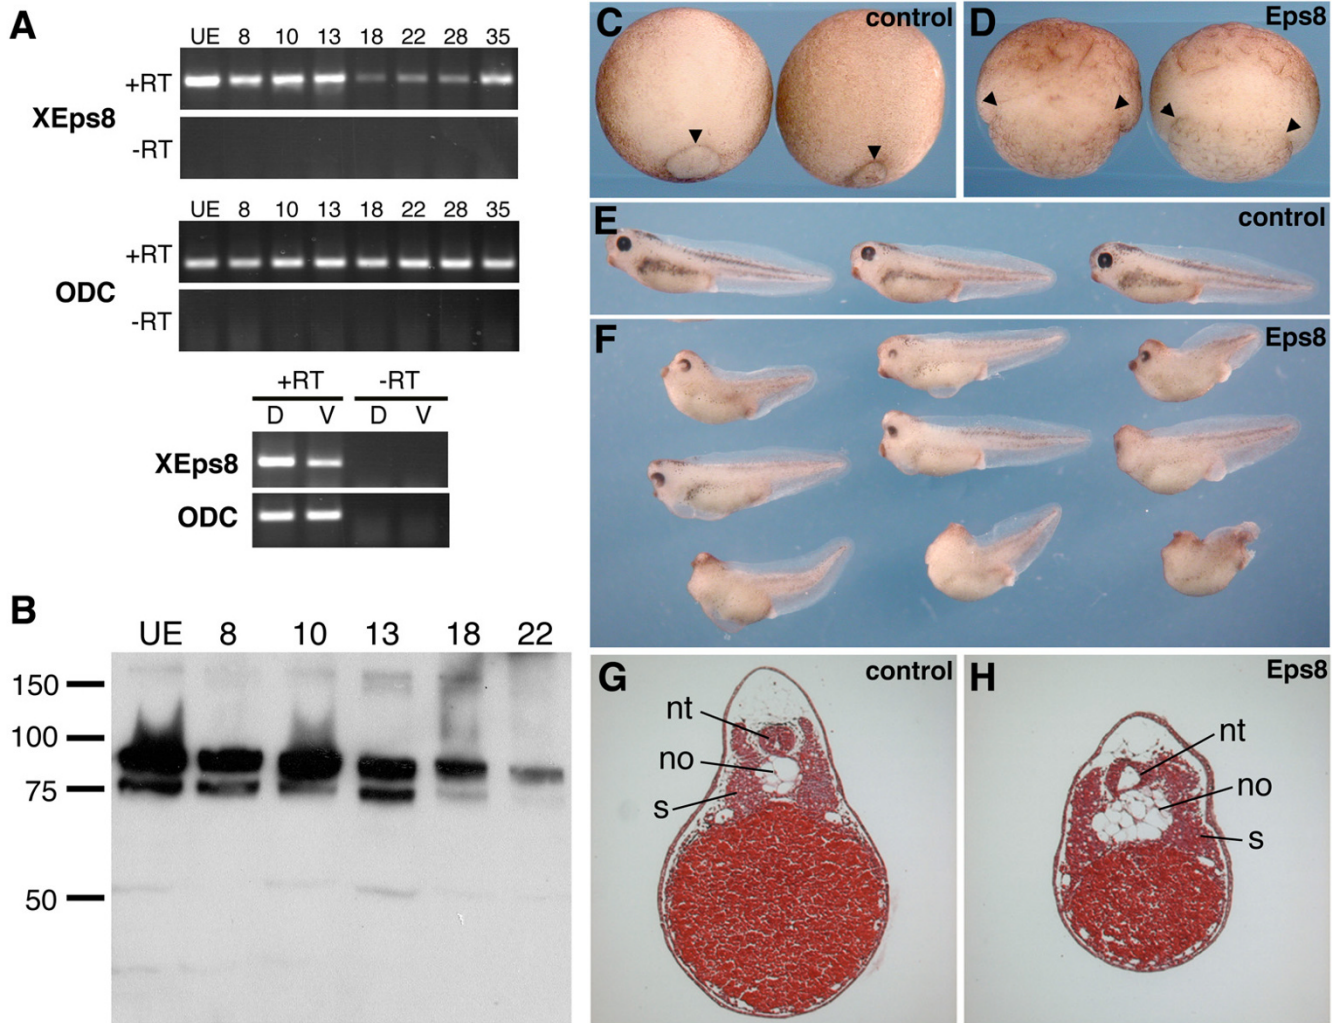 A
UE 8 10 13 18 22 28 35
+RT
XEps8
-RT
UE 8 10 13 18 22 28 35
+RT
ODC
-RT
+RT -RT
D V D V
XEps8
ODC
B
UE 8 10 13 18 22
150
100
75
50
C control
D Eps8
E control
F Eps8
G control
nt
no
s
H Eps8
nt
no
s